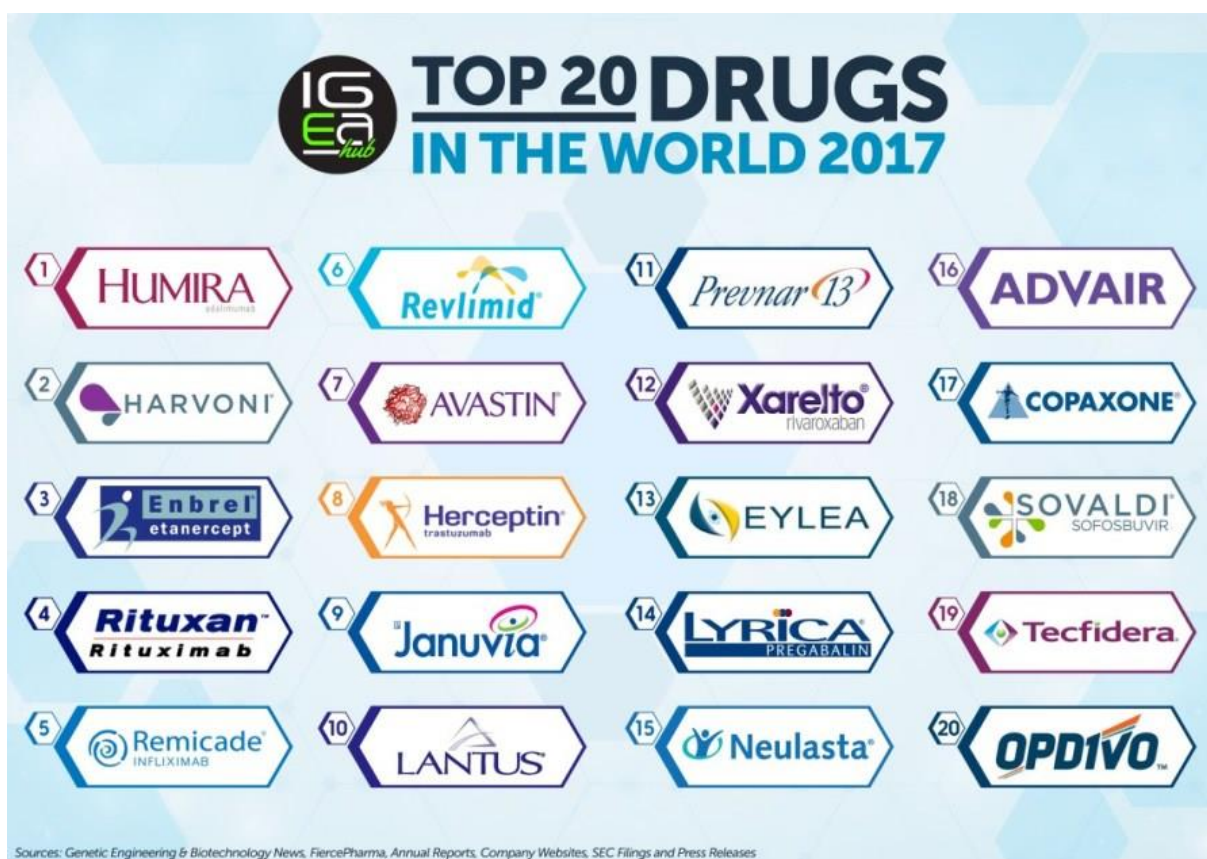 IG
Ea
hub
TOP 20 DRUGS
IN THE WORLD 2017
1
HUMIRA
adalimumab
2
HARVONI®
3
Enbrel®
etanercept
4
Rituxan™
Rituximab
5
Remicade®
INFLIXIMAB
6
Revlimid®
7
AVASTIN®
8
Herceptin®
trastuzumab
9
Januvia®
10
LANTUS®
11
Prevnar 13®
12
Xarelto®
rivaroxaban
13
EYLEA
14
LYRICA®
PREGABALIN
15
Neulasta®
16
ADVAIR
17
COPAXONE®
18
SOVALDI®
SOFOSBUVIR
19
Tecfidera®
20
OPDIVO™
Sources: Genetic Engineering & Biotechnology News, FiercePharma, Annual Reports, Company Websites, SEC Filings and Press Releases